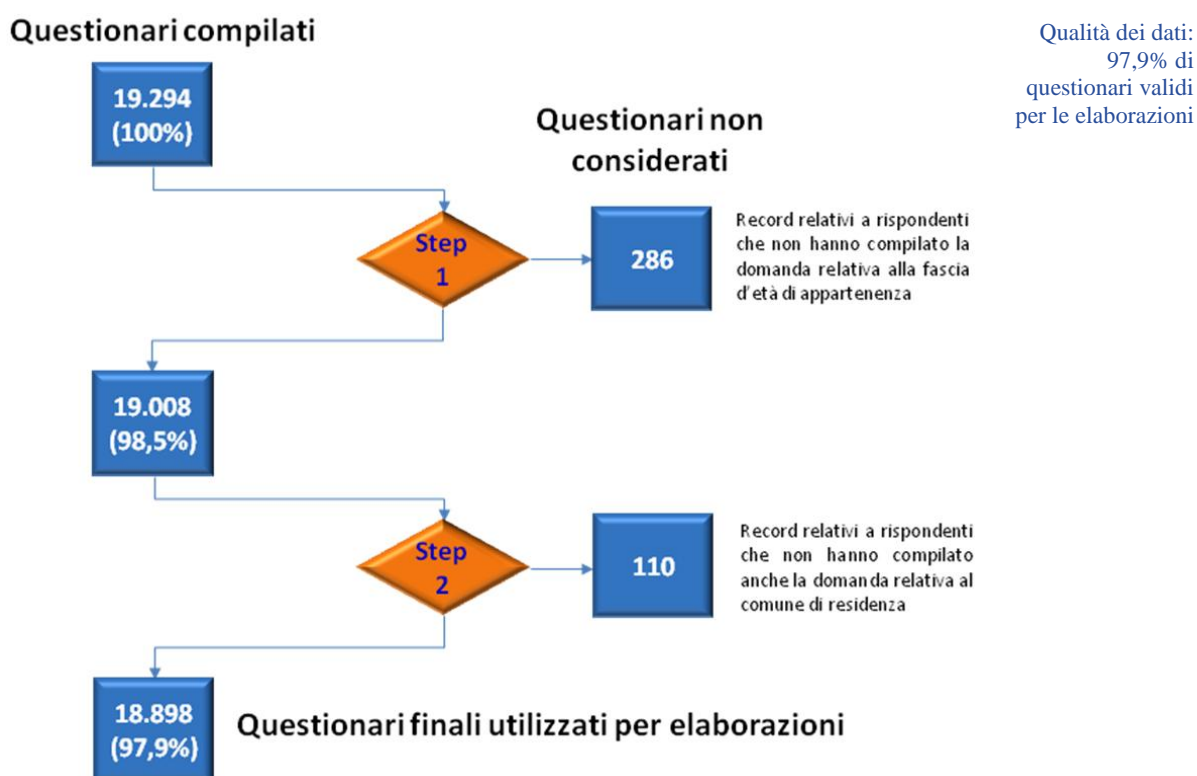 Questionari compilati
Qualità dei dati:
97,9% di
questionari validi
per le elaborazioni
19.294
(100%)
Questionari non
considerati
Step
1
286
Record relativi a rispondenti
che non hanno compilato la
domanda relativa alla fascia
d'età di appartenenza
19.008
(98,5%)
Step
2
110
Record relativi a rispondenti
che non hanno compilato
anche la domanda relativa al
comune di residenza
18.898
(97,9%)
Questionari finali utilizzati per elaborazioni